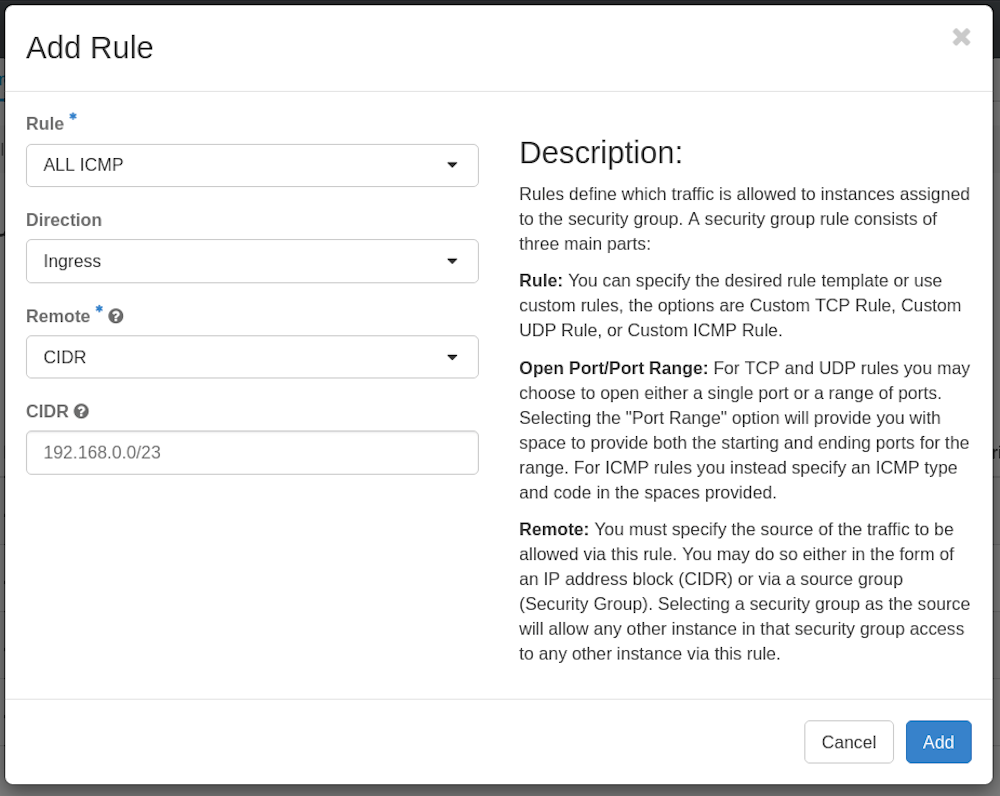 Add Rule
Rule *
ALL ICMP
Direction
Ingress
Remote *
CIDR
CIDR
192.168.0.0/23
Description:
Rules define which traffic is allowed to instances assigned
to the security group. A security group rule consists of
three main parts:
Rule: You can specify the desired rule template or use
custom rules, the options are Custom TCP Rule, Custom
UDP Rule, or Custom ICMP Rule.
Open Port/Port Range: For TCP and UDP rules you may
choose to open either a single port or a range of ports.
Selecting the "Port Range" option will provide you with
space to provide both the starting and ending ports for the
range. For ICMP rules you instead specify an ICMP type
and code in the spaces provided.
Remote: You must specify the source of the traffic to be
allowed via this rule. You may do so either in the form of
an IP address block (CIDR) or via a source group
(Security Group). Selecting a security group as the source
will allow any other instance in that security group access
to any other instance via this rule.
Cancel
Add